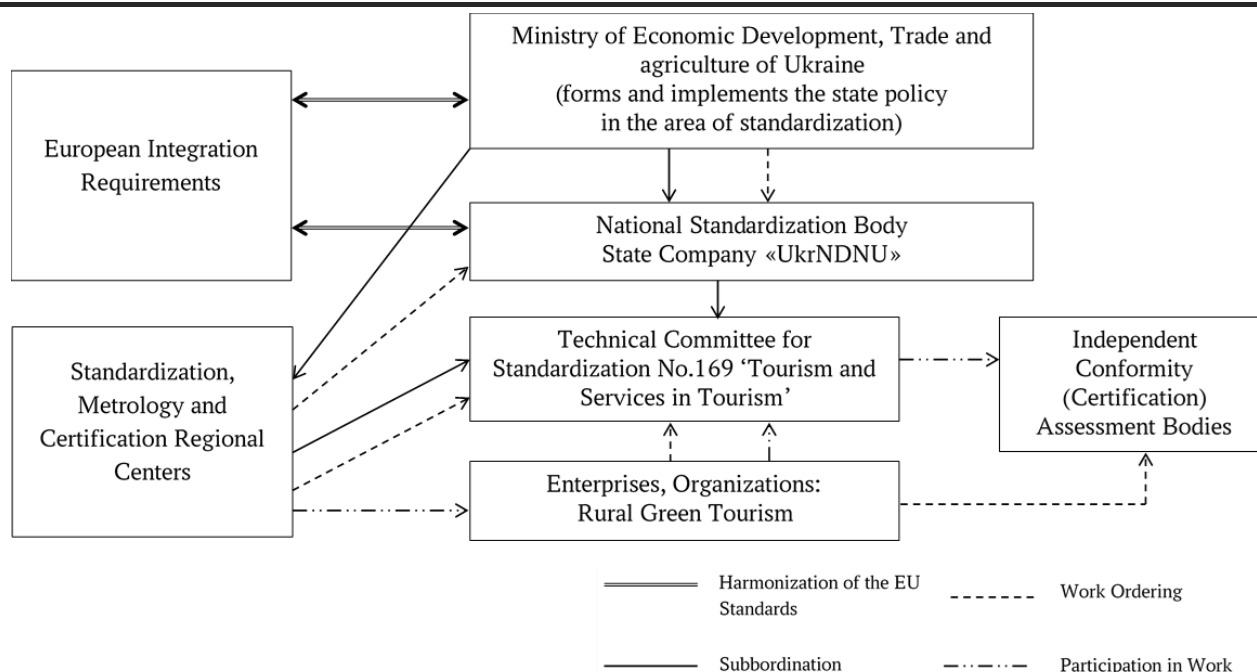 Ministry of Economic Development, Trade and
agriculture of Ukraine
(forms and implements the state policy
in the area of standardization)
European Integration
Requirements
National Standardization Body
State Company «UkrNDNU»
Standardization,
Metrology and
Certification Regional
Centers
Technical Committee for
Standardization No.169 ‘Tourism and
Services in Tourism’
Independent
Conformity
(Certification)
Assessment Bodies
Enterprises, Organizations:
Rural Green Tourism
Harmonization of the EU
Standards
Work Ordering
Subbordination
Participation in Work